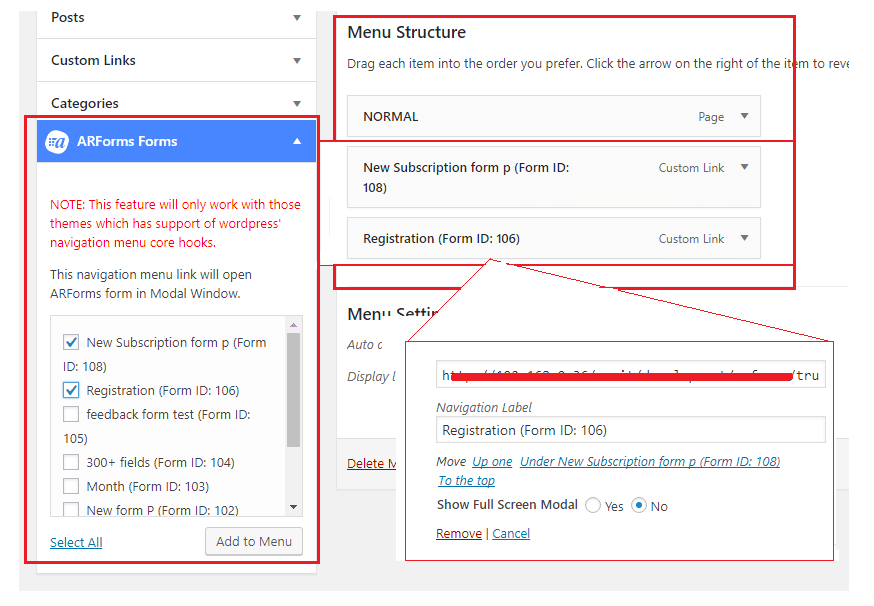 Posts
Custom Links
Categories
ARForms Forms
NOTE: This feature will only work with those
themes which has support of wordpress'
navigation menu core hooks.
This navigation menu link will open
ARForms form in Modal Window.
New Subscription form p (Form
ID: 108)
Registration (Form ID: 106)
feedback form test (Form ID:
105)
300+ fields (Form ID: 104)
Month (Form ID: 103)
New form P (Form ID: 102)
Select All
Add to Menu
Menu Structure
Drag each item into the order you prefer. Click the arrow on the right of the item to reve
NORMAL
Page
New Subscription form p (Form ID:
108)
Custom Link
Registration (Form ID: 106)
Custom Link
Menu Settin
Auto
Display
Delete M
/tru
Navigation Label
Registration (Form ID: 106)
Move Up one Under New Subscription form p (Form ID: 108)
To the top
Show Full Screen Modal Yes No
Remove | Cancel